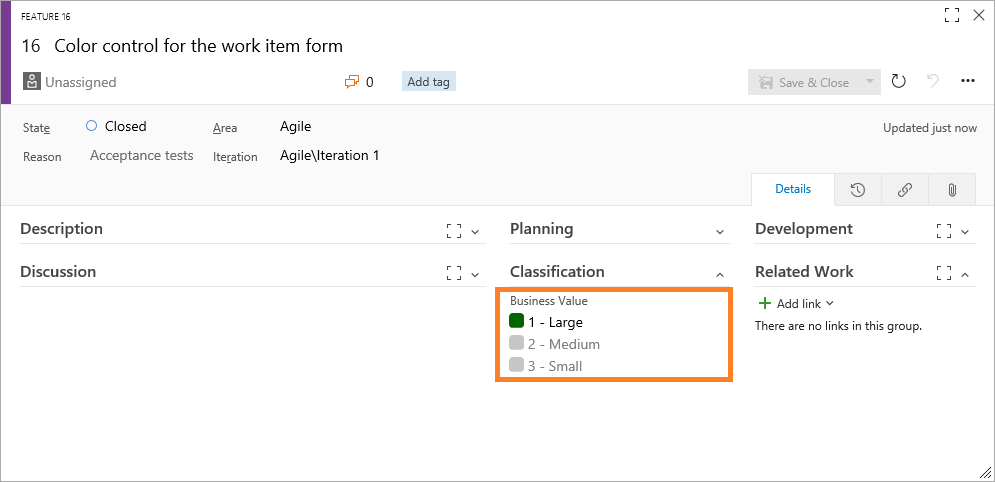 FEATURE 16
16 Color control for the work item form
Unassigned
0
Add tag
Save & Close
State
Closed
Area
Agile
Updated just now
Reason
Acceptance tests
Iteration
Agile\Iteration 1
Details
Description
Planning
Development
Discussion
Classification
Related Work
Business Value
1 - Large
2 - Medium
3 - Small
Add link
There are no links in this group.